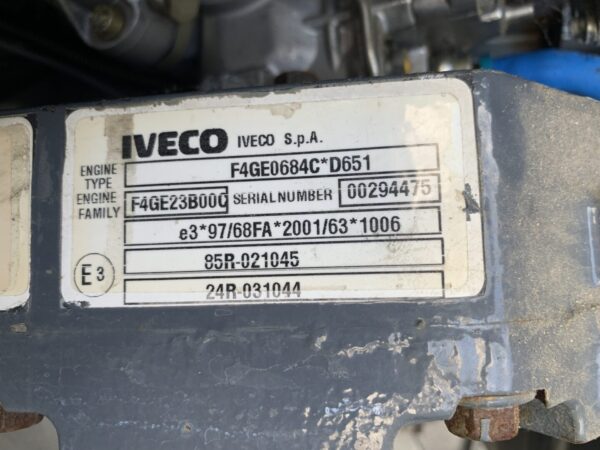 IVECO IVECO S.p.A.
ENGINE TYPE F4GE0684C*D651
ENGINE FAMILY F4GE23B00C SERIAL NUMBER 00294475
e3*97/68FA*2001/63*1006
85R-021045
E3 24R-031044